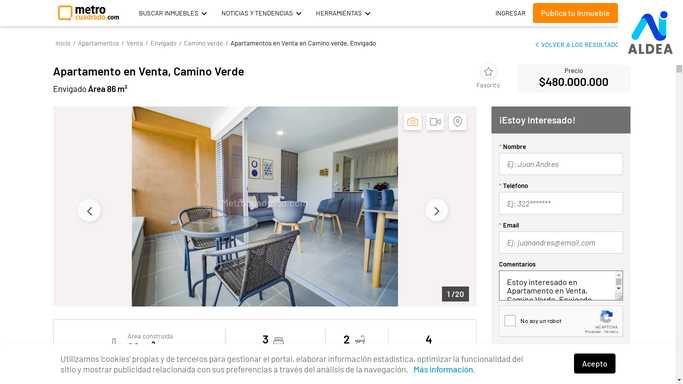 metro
cuadrado.com
BUSCAR INMUEBLES
NOTICIAS Y TENDENCIAS
HERRAMIENTAS
INGRESAR
Publica tu Inmueble
AI
ALDEA
Inicio / Apartamentos / Venta / Envigado / Camino verde / Apartamentos en Venta en Camino verde, Envigado
< VOLVER A LOS RESULTADO
Apartamento en Venta, Camino Verde
Envigado Área 86 m²
Favorito
Precio
$480.000.000
¡Estoy Interesado!
* Nombre
Ej: Juan Andres
* Teléfono
Ej: 322*******
* Email
Ej: juanandres@email.com
Comentarios
Estoy interesado en
Apartamento en Venta,
Camino Verde, Envigado
No soy un robot
reCAPTCHA
Privacidad - Términos
1 / 20
Área construida
3
2
4
Utilizamos 'cookies' propias y de terceros para gestionar el portal, elaborar información estadística, optimizar la funcionalidad del
sitio y mostrar publicidad relacionada con sus preferencias a través del análisis de la navegación. Más información.
Acepto